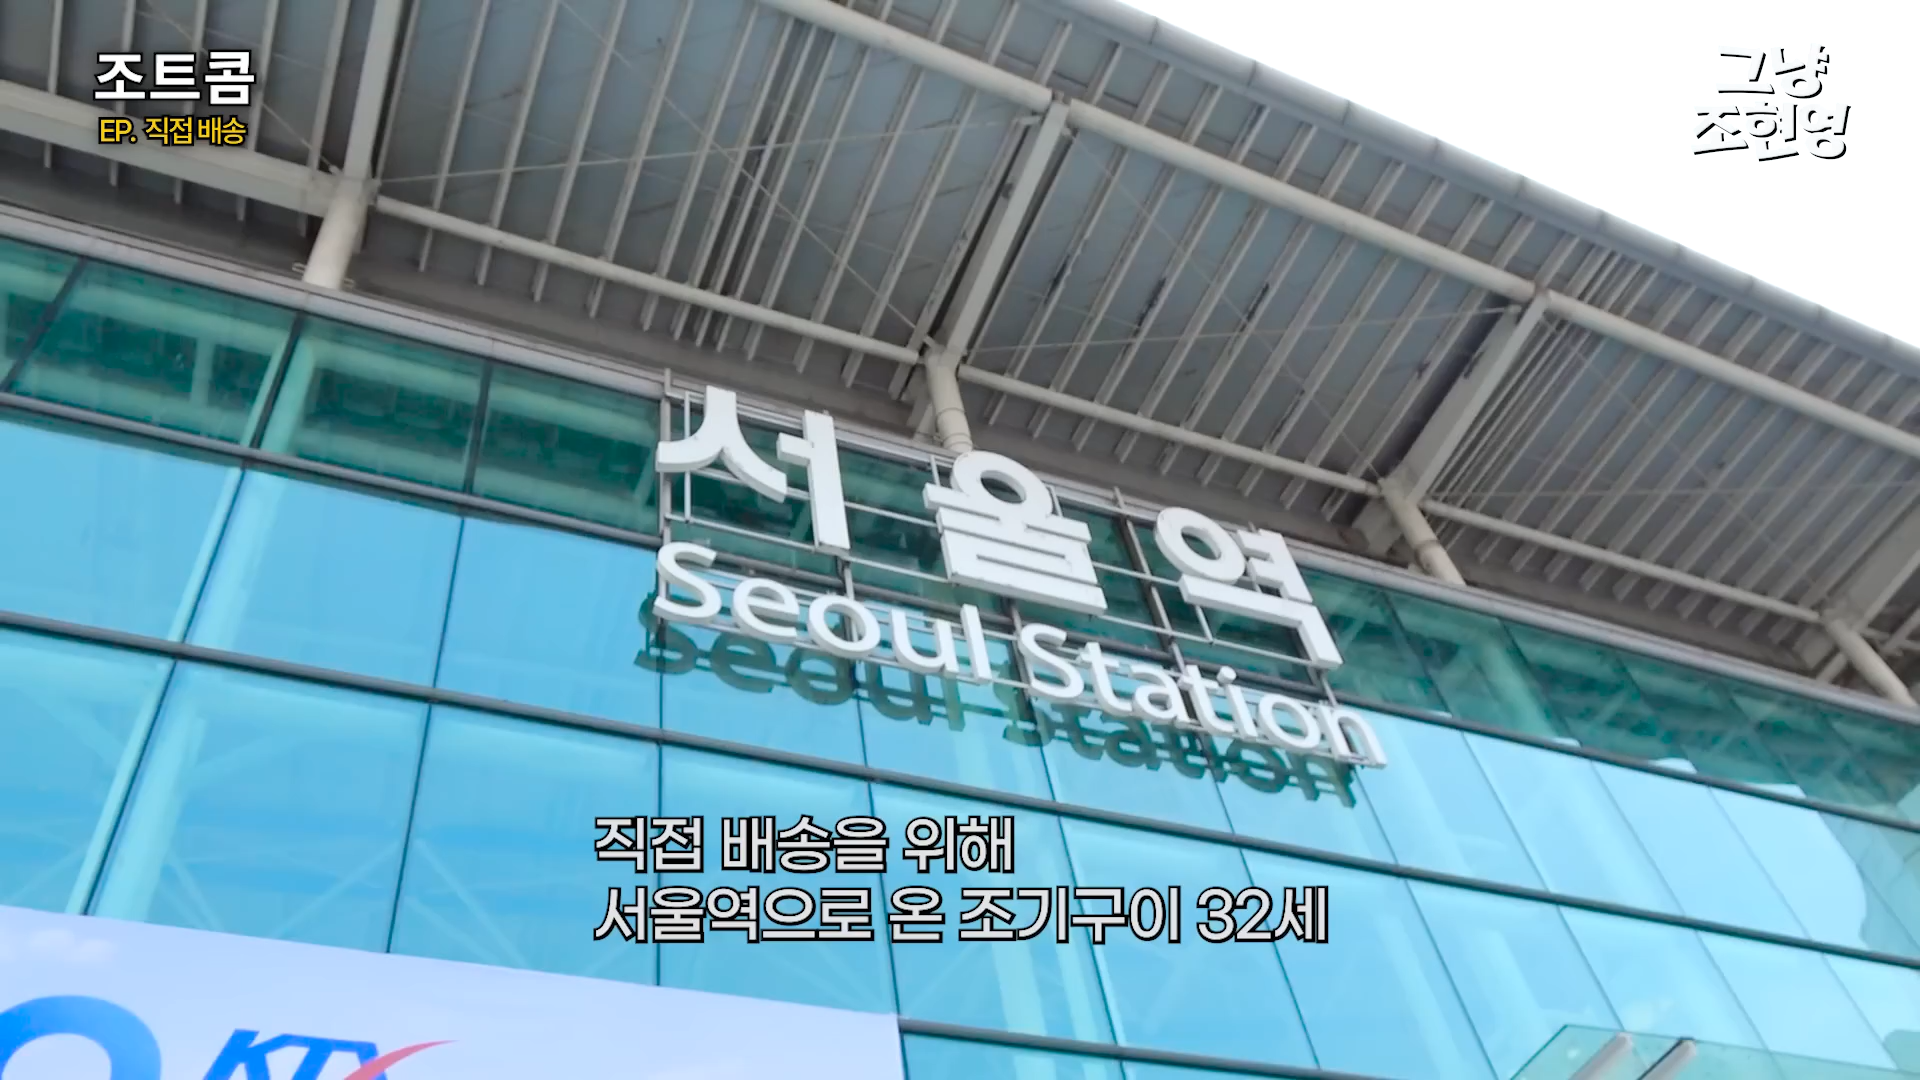 조트콤
EP. 직접 배송
그냥
조현영
서울역
Seoul Station
직접 배송을 위해
서울역으로 온 조기구이 32세
KTX